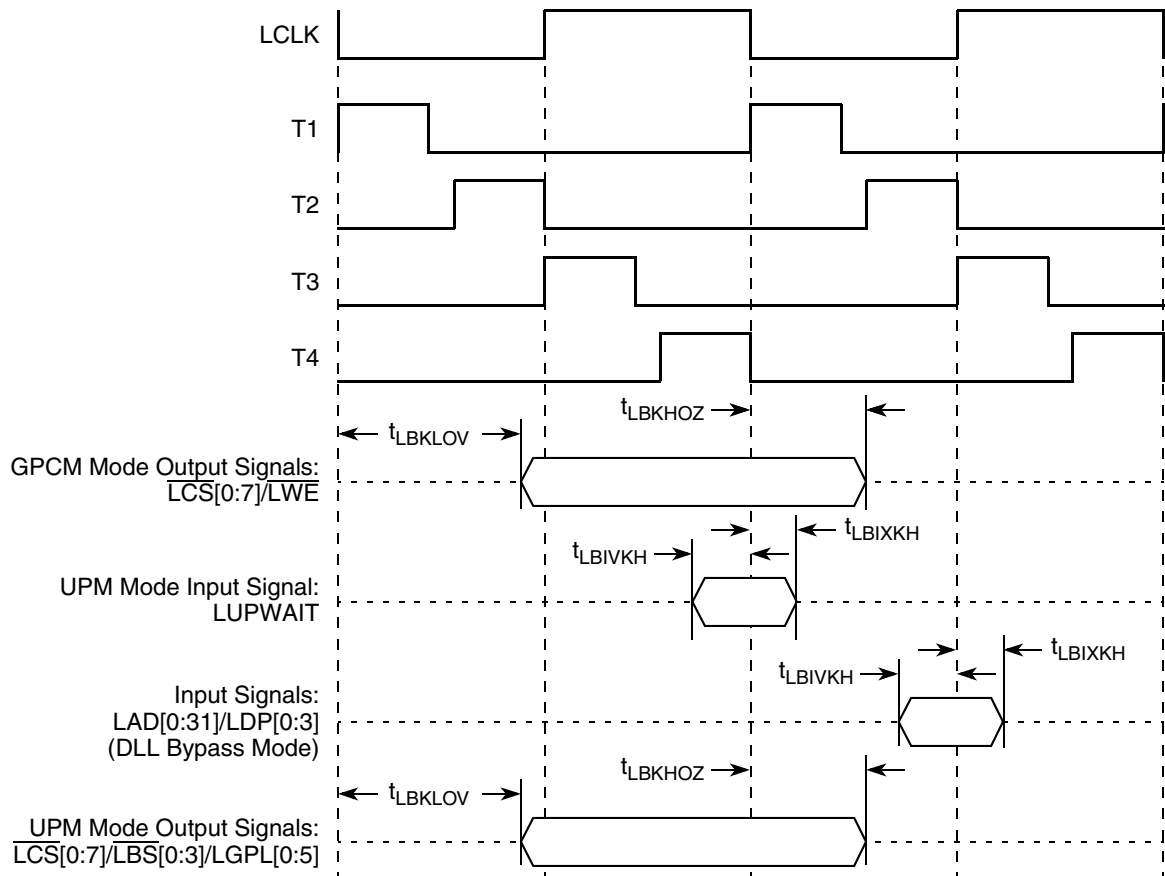 LCLK
T1
T2
T3
T4
tLBKHOZ
tLBKLOV
GPCM Mode Output Signals:
LCS[0:7]/LWE
tLBIXKH
tLBIVKH
UPM Mode Input Signal:
LUPWAIT
tLBIXKH
tLBIVKH
Input Signals:
LAD[0:31]/LDP[0:3]
(DLL Bypass Mode)
tLBKHOZ
tLBKLOV
UPM Mode Output Signals:
LCS[0:7]/LBS[0:3]/LGPL[0:5]